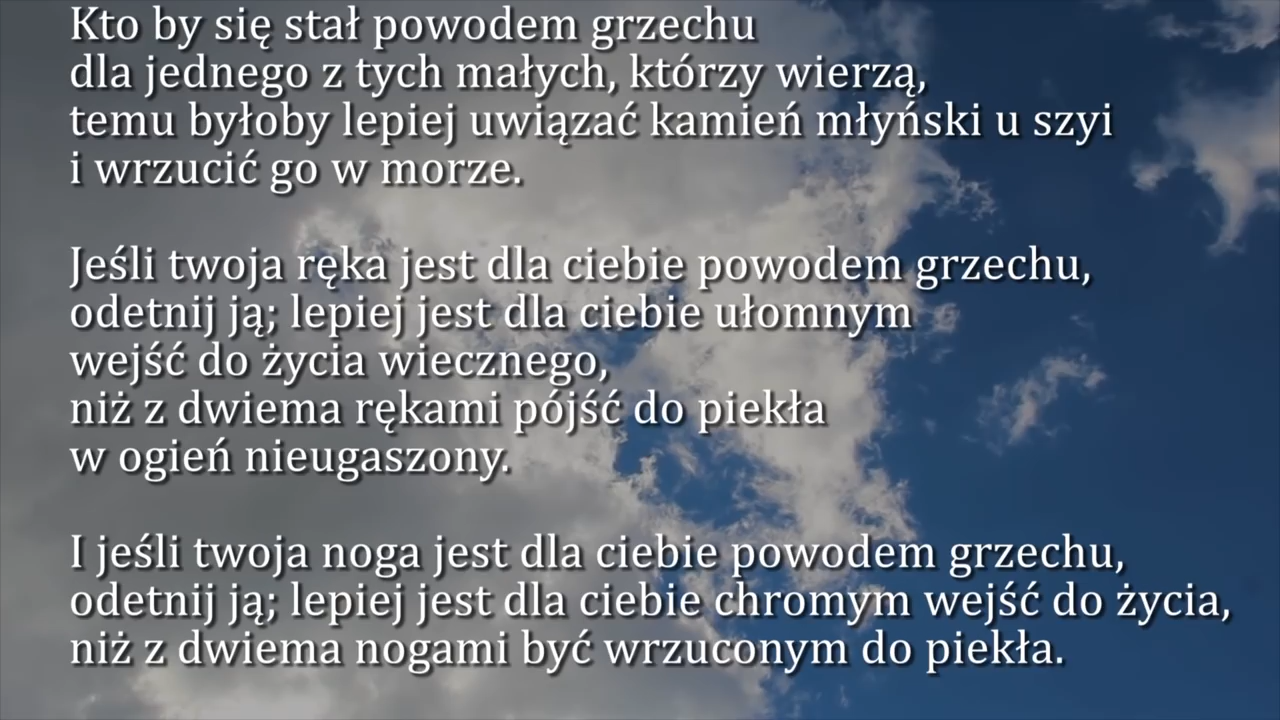 Kto by się stał powodem grzechu
dla jednego z tych małych, którzy wierzą,
temu byłoby lepiej uwiązać kamień młyński u szyi
i wrzucić go w morze.
Jeśli twoja ręka jest dla ciebie powodem grzechu,
odetnij ją; lepiej jest dla ciebie ułomnym
wejść do życia wiecznego,
niż z dwiema rękami pójść do piekła
w ogień nieugaszony.
I jeśli twoja noga jest dla ciebie powodem grzechu,
odetnij ją; lepiej jest dla ciebie chromym wejść do życia,
niż z dwiema nogami być wrzuconym do piekła.